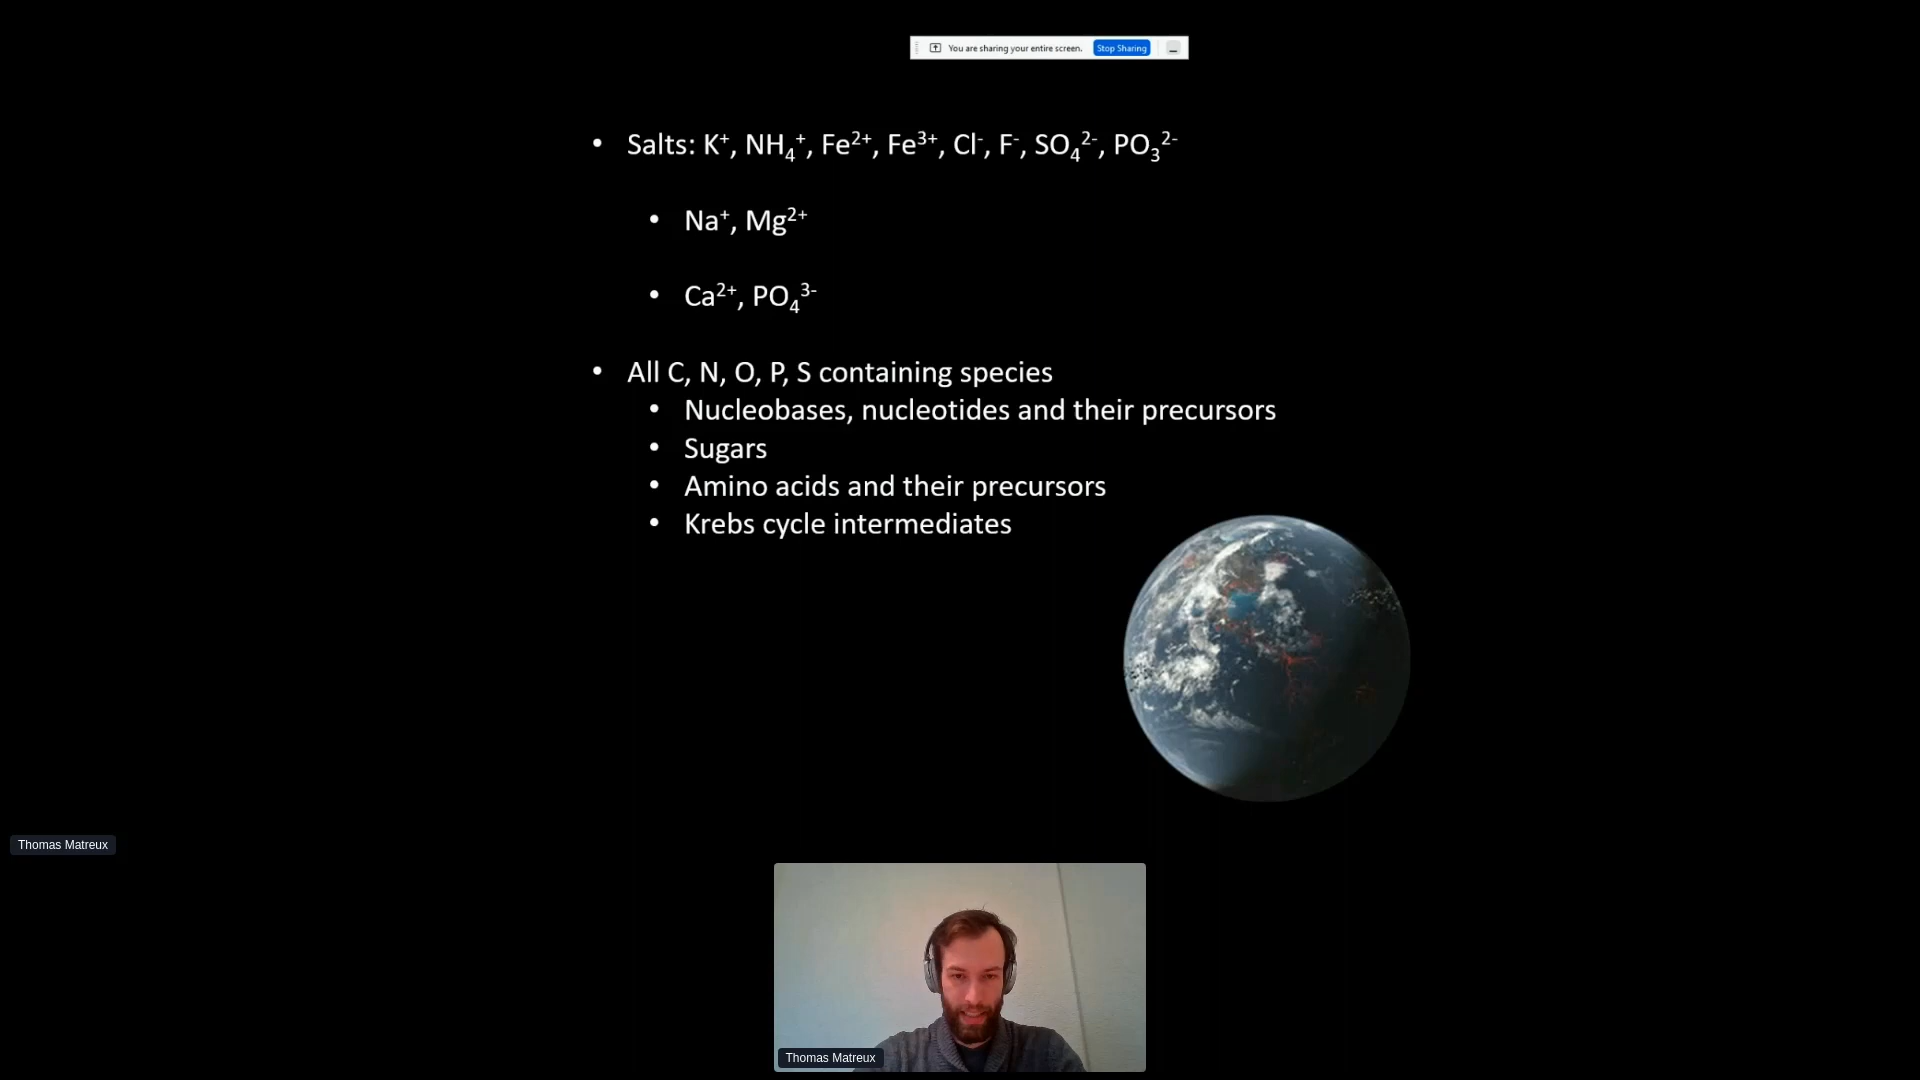 You are sharing your entire screen. Stop Sharing
• Salts: K⁺, NH₄⁺, Fe²⁺, Fe³⁺, Cl⁻, F⁻, SO₄²⁻, PO₃²⁻
• Na⁺, Mg²⁺
• Ca²⁺, PO₄³⁻
• All C, N, O, P, S containing species
• Nucleobases, nucleotides and their precursors
• Sugars
• Amino acids and their precursors
• Krebs cycle intermediates
Thomas Matreux
Thomas Matreux